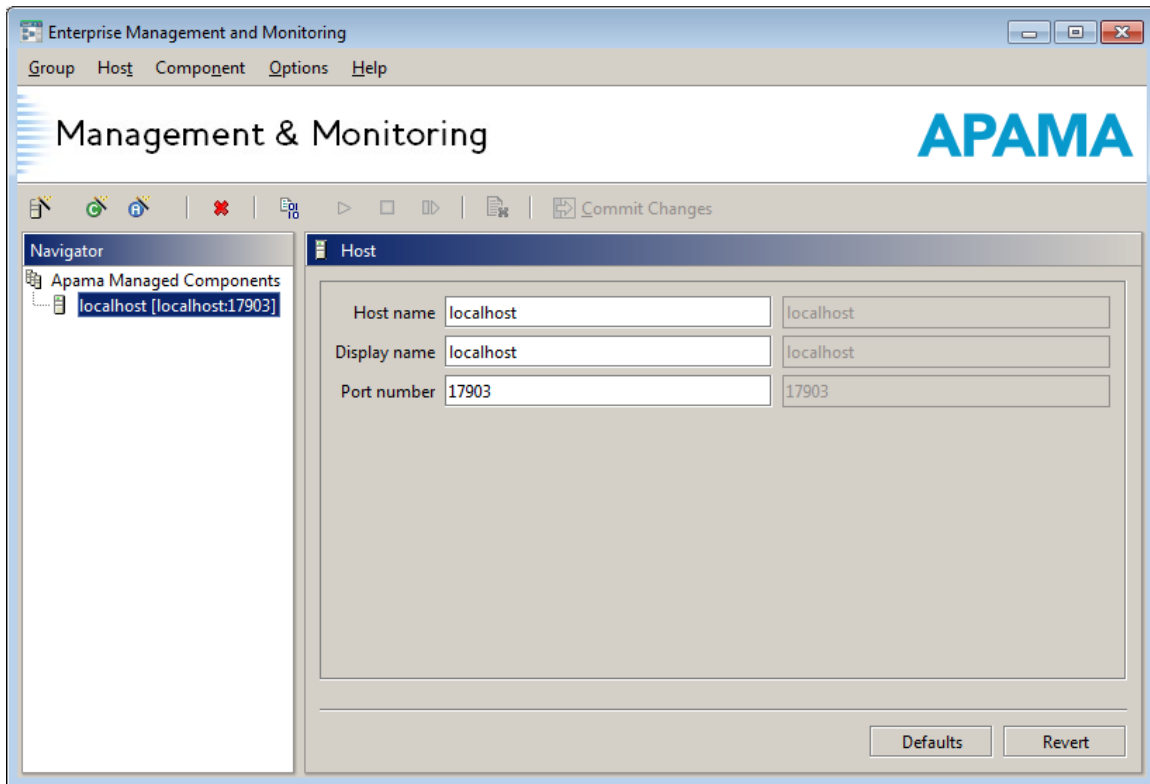 Enterprise Management and Monitoring
Group Host Component Options Help
Management & Monitoring APAMA
Commit Changes
Navigator
Apama Managed Components
localhost [localhost:17903]
Host
Host name localhost localhost
Display name localhost localhost
Port number 17903 17903
Defaults Revert